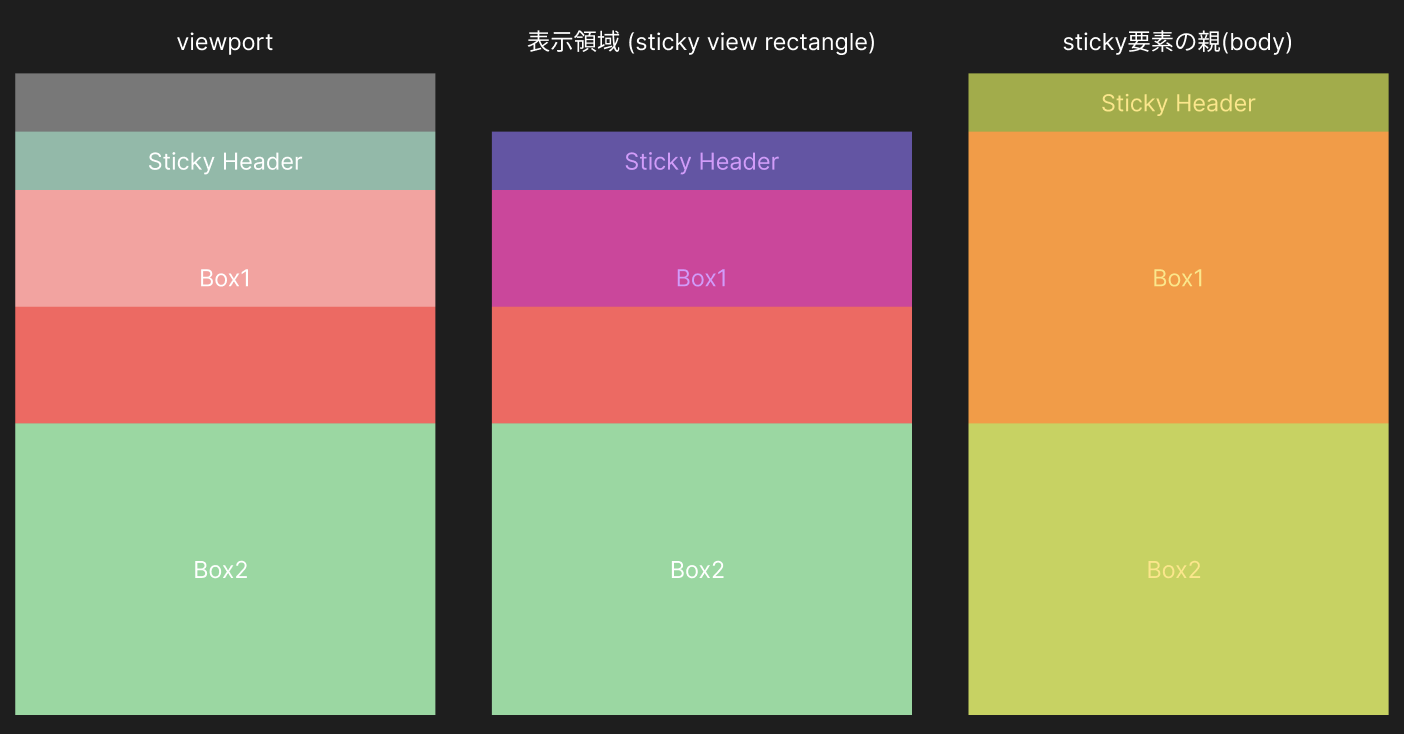 viewport
Sticky Header
Box1
Box2
表示領域 (sticky view rectangle)
Sticky Header
Box1
Box2
sticky要素の親(body)
Sticky Header
Box1
Box2